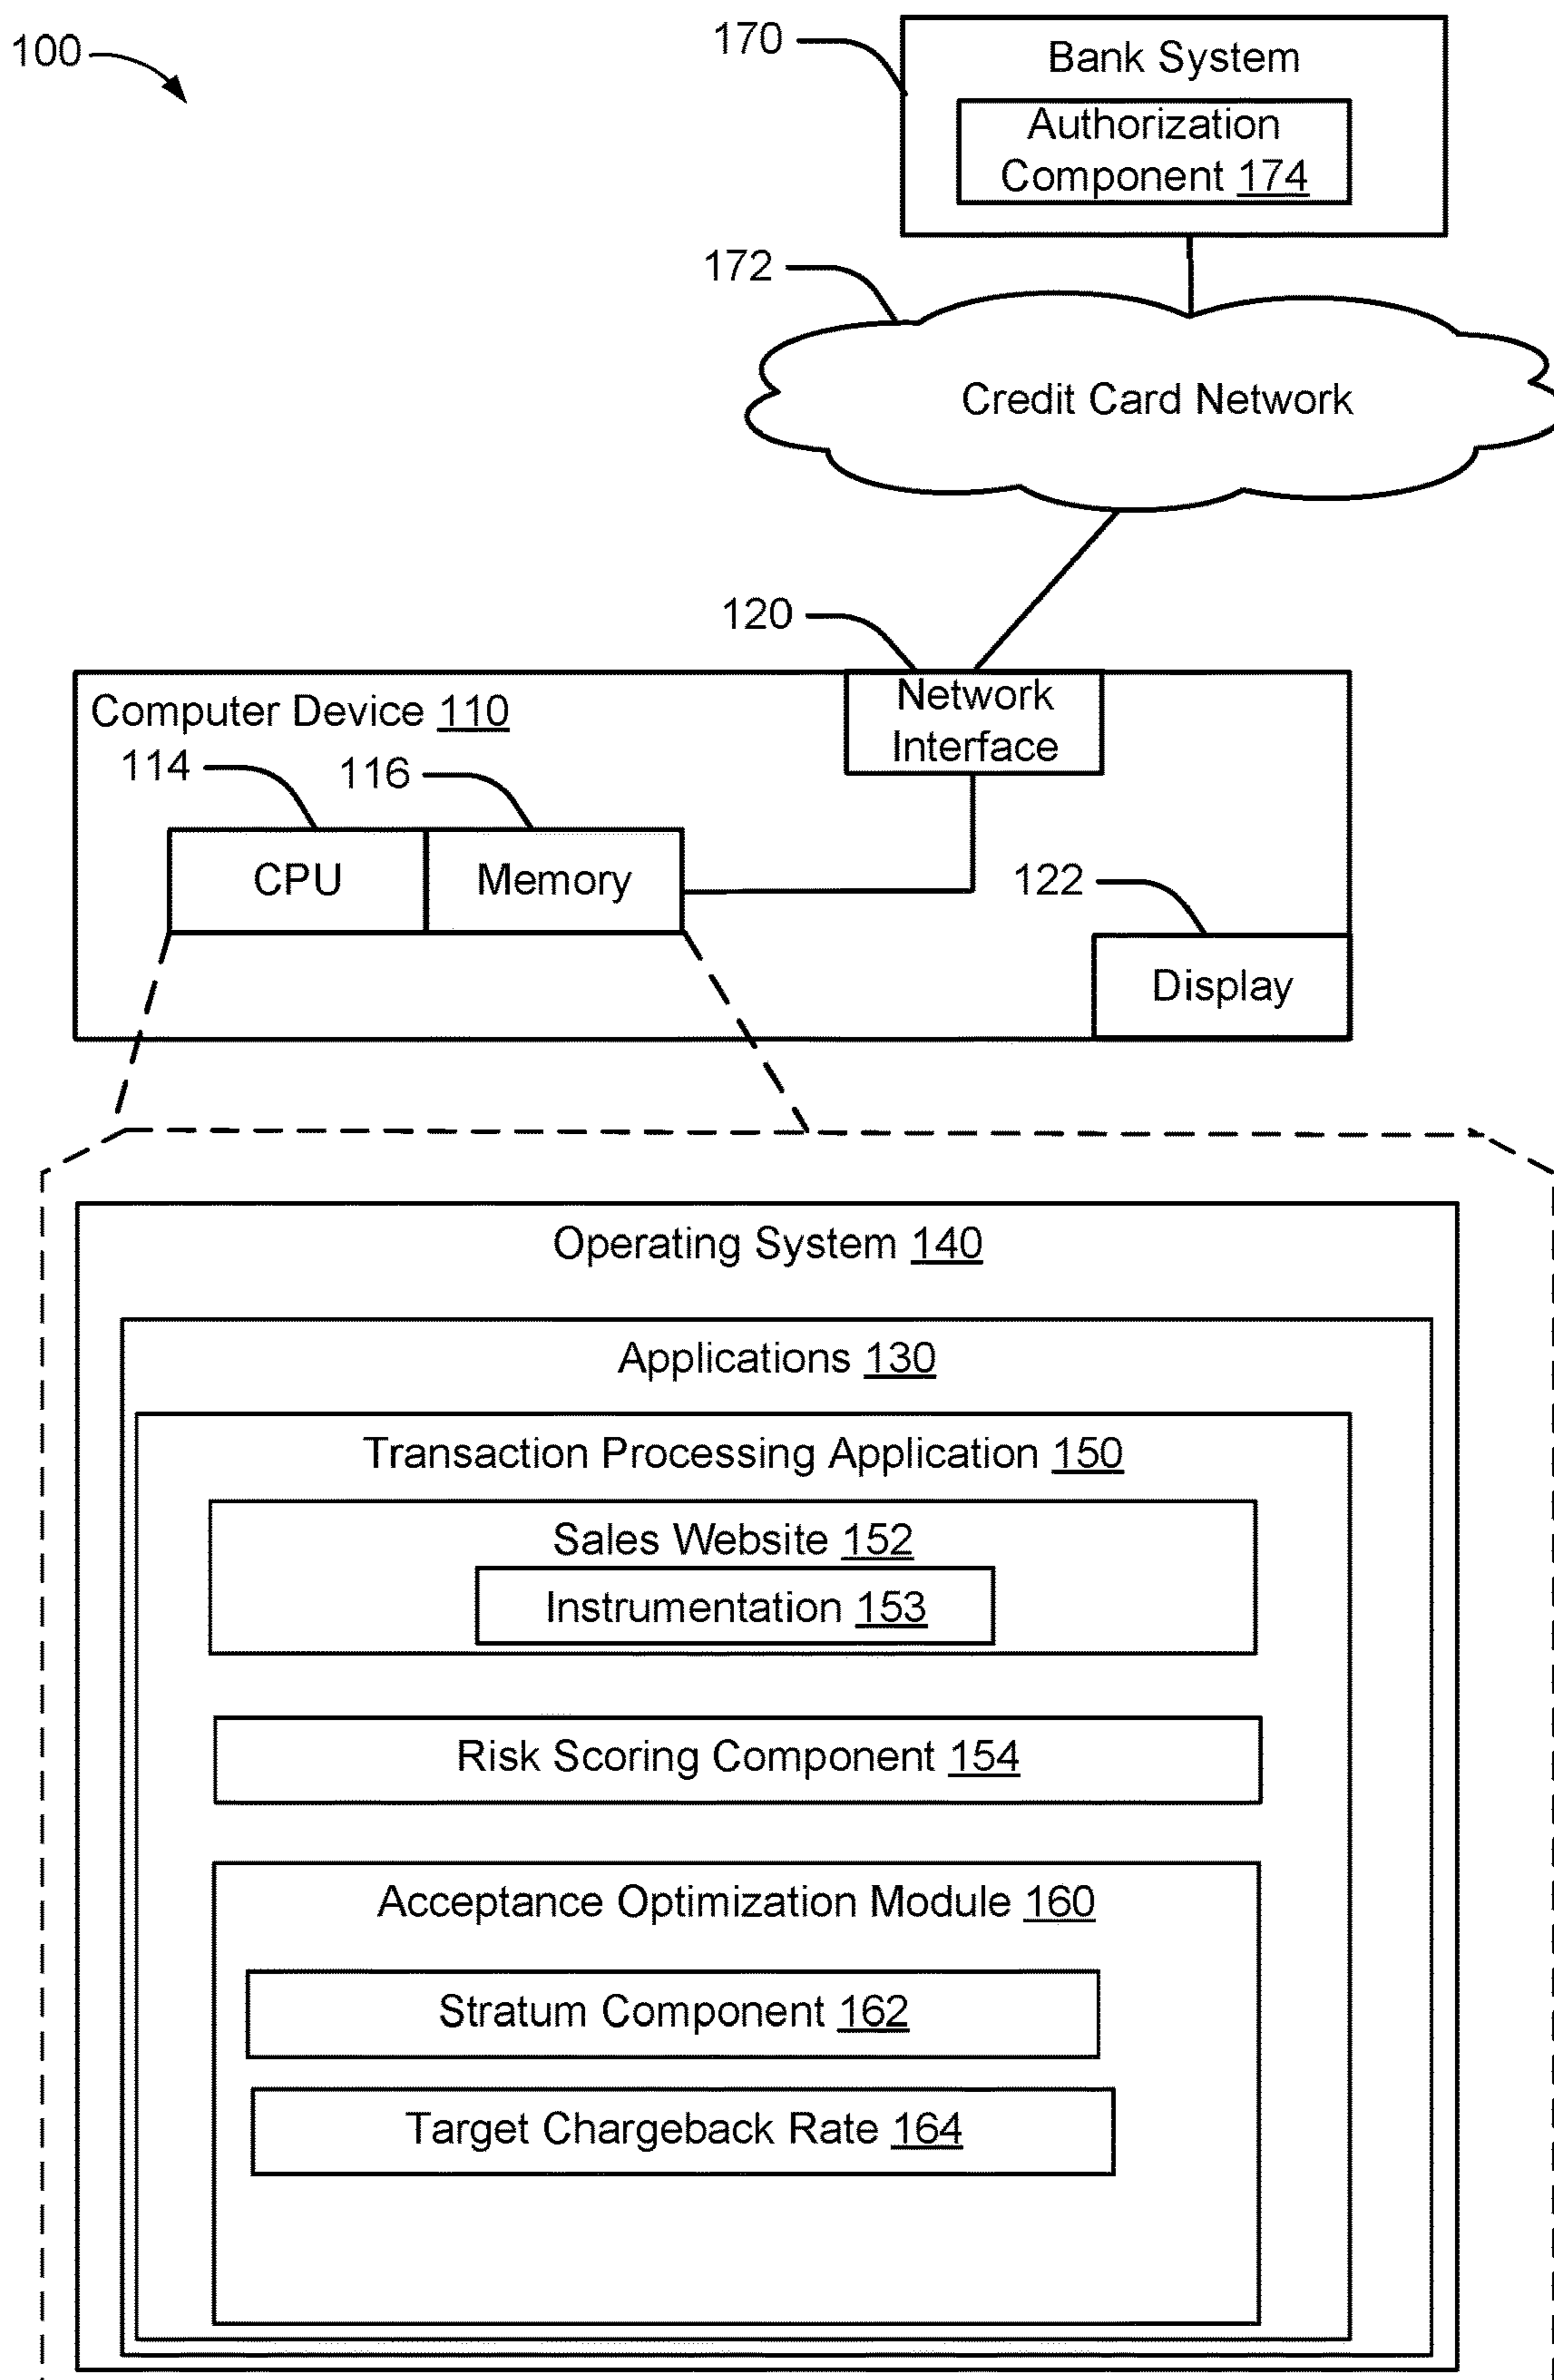 100
170
Bank System
Authorization
Component 174
172
Credit Card Network
120
Network
Interface
Computer Device 110
114
116
CPU
Memory
122
Display
Operating System 140
Applications 130
Transaction Processing Application 150
Sales Website 152
Instrumentation 153
Risk Scoring Component 154
Acceptance Optimization Module 160
Stratum Component 162
Target Chargeback Rate 164